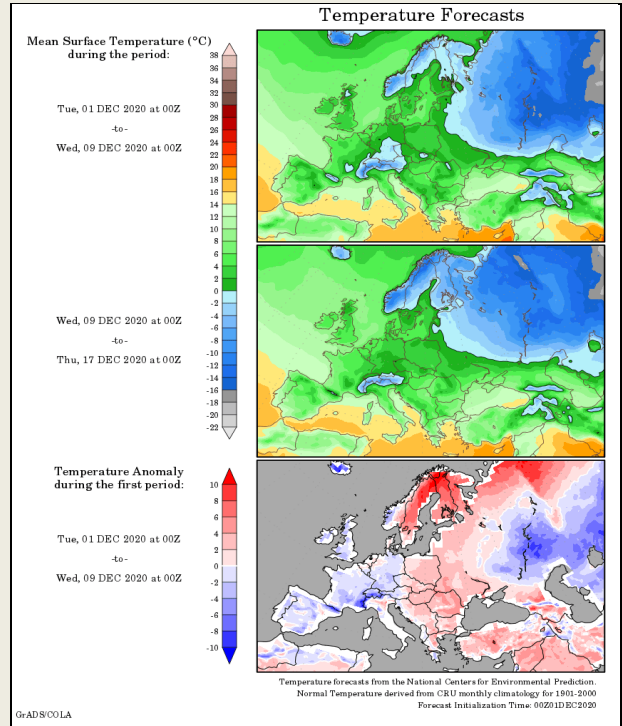 Temperature Forecasts
Mean Surface Temperature (°C)
during the period:
Tue, 01 DEC 2020 at 00Z
-to-
Wed, 09 DEC 2020 at 00Z
38
36
34
32
30
28
26
24
22
20
18
16
14
12
10
8
6
4
2
0
-2
-4
-6
-8
-10
-12
-14
-16
-18
-20
-22
Wed, 09 DEC 2020 at 00Z
-to-
Thu, 17 DEC 2020 at 00Z
Temperature Anomaly
during the first period:
Tue, 01 DEC 2020 at 00Z
-to-
Wed, 09 DEC 2020 at 00Z
10
8
6
4
2
0
-2
-4
-6
-8
-10
Temperature forecasts from the National Centers for Environmental Prediction.
Normal Temperature derived from CRU monthly climatology for 1901-2000
Forecast Initialization Time: 00Z01DEC2020
GrADS/COLA